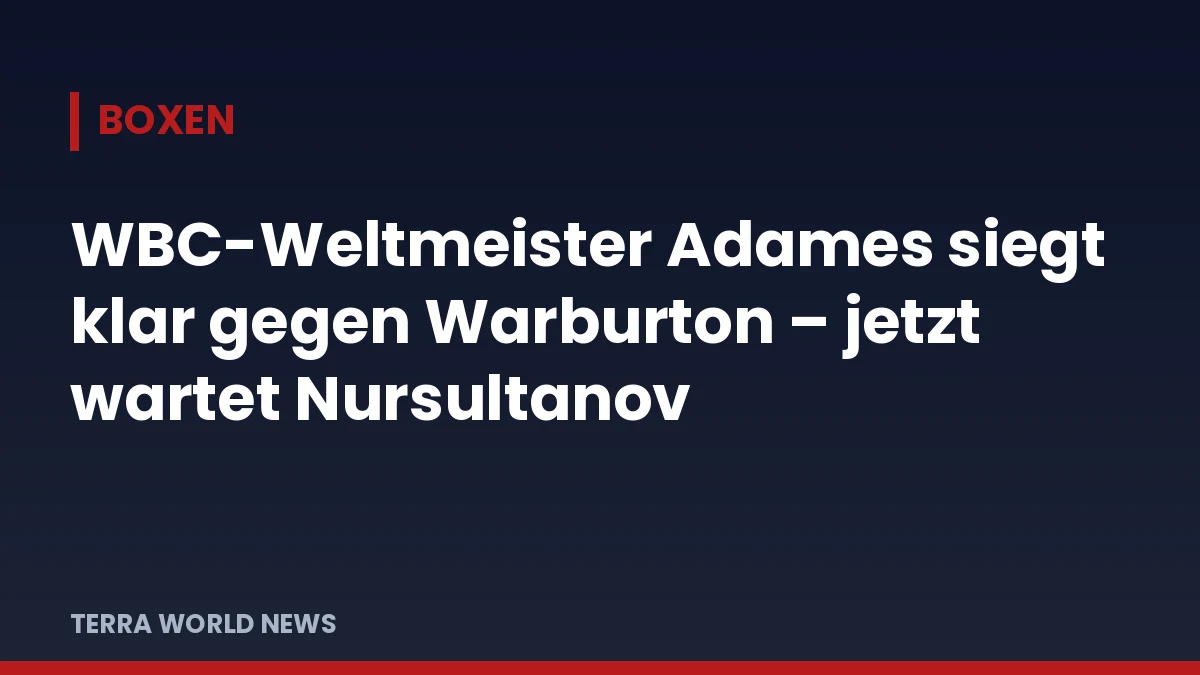 BOXEN
WBC-Weltmeister Adames siegt
klar gegen Warburton – jetzt
wartet Nursultanov
TERRA WORLD NEWS